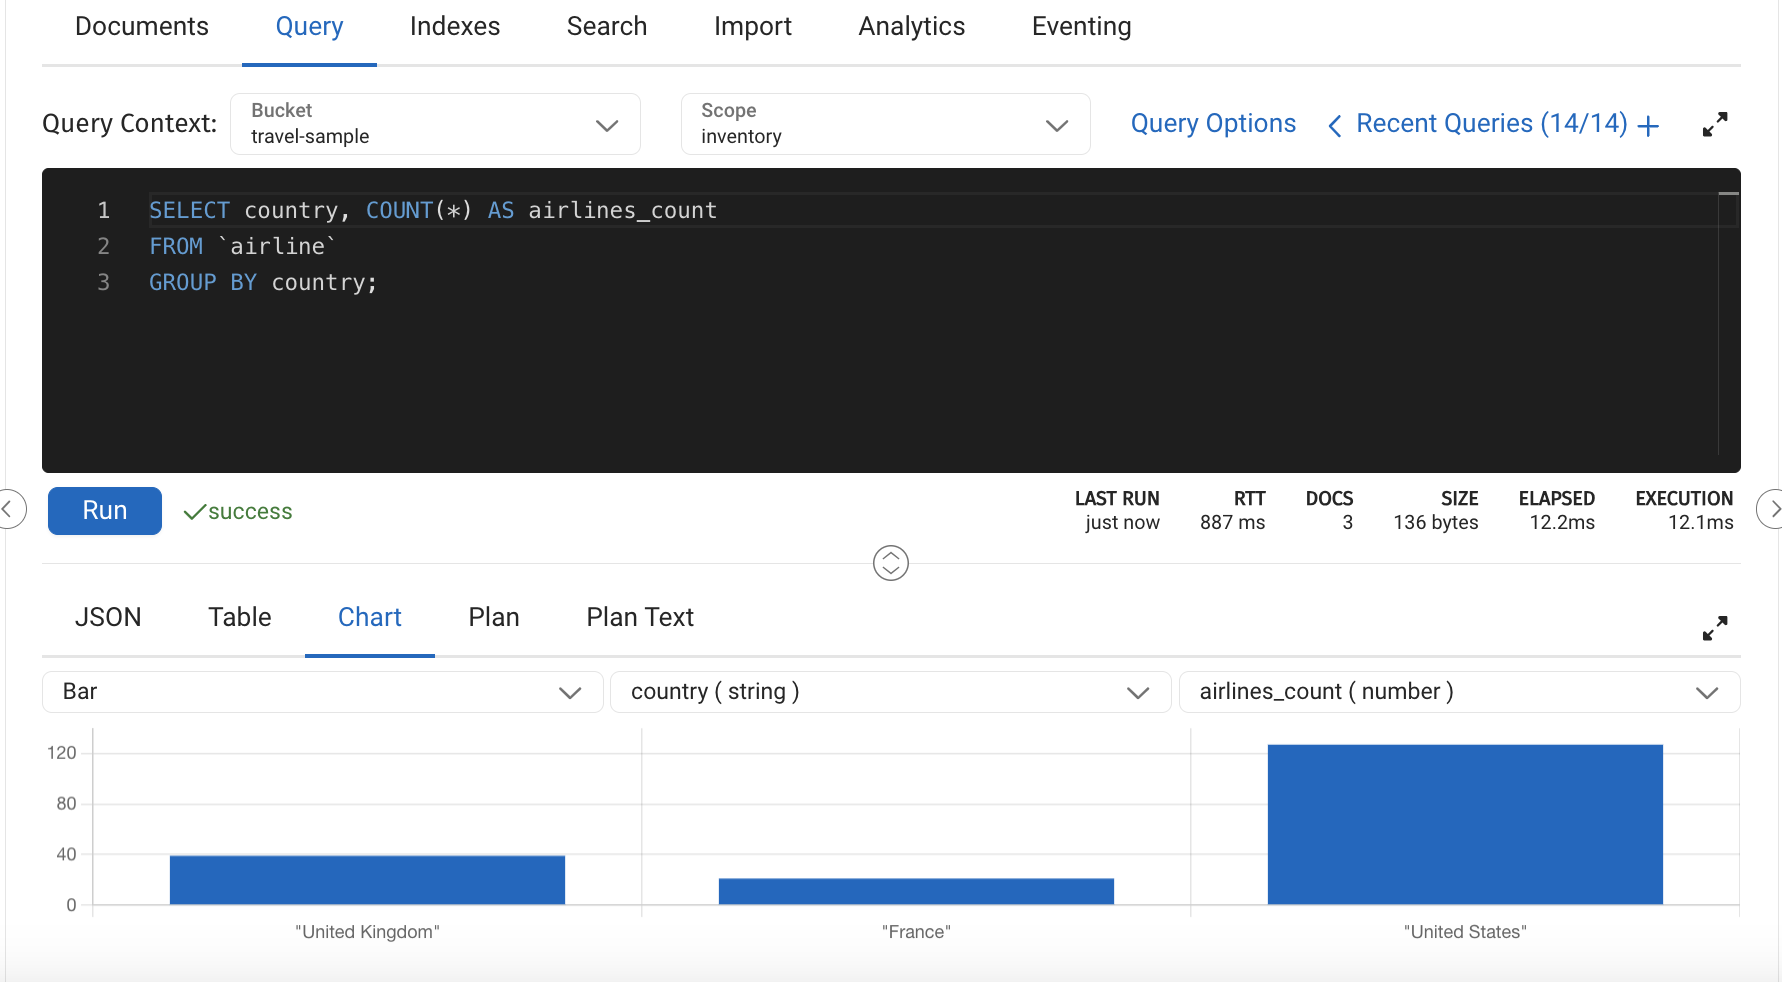 Documents Query Indexes Search Import Analytics Eventing
Query Context: Bucket travel-sample Scope inventory Query Options Recent Queries (14/14)
1 SELECT country, COUNT(*) AS airlines_count
2 FROM `airline`
3 GROUP BY country;
Run success
LAST RUN RTT DOCS SIZE ELAPSED EXECUTION
just now 887 ms 3 136 bytes 12.2ms 12.1ms
JSON Table Chart Plan Plan Text
Bar country ( string ) airlines_count ( number )
120
80
40
0
"United Kingdom" "France" "United States"